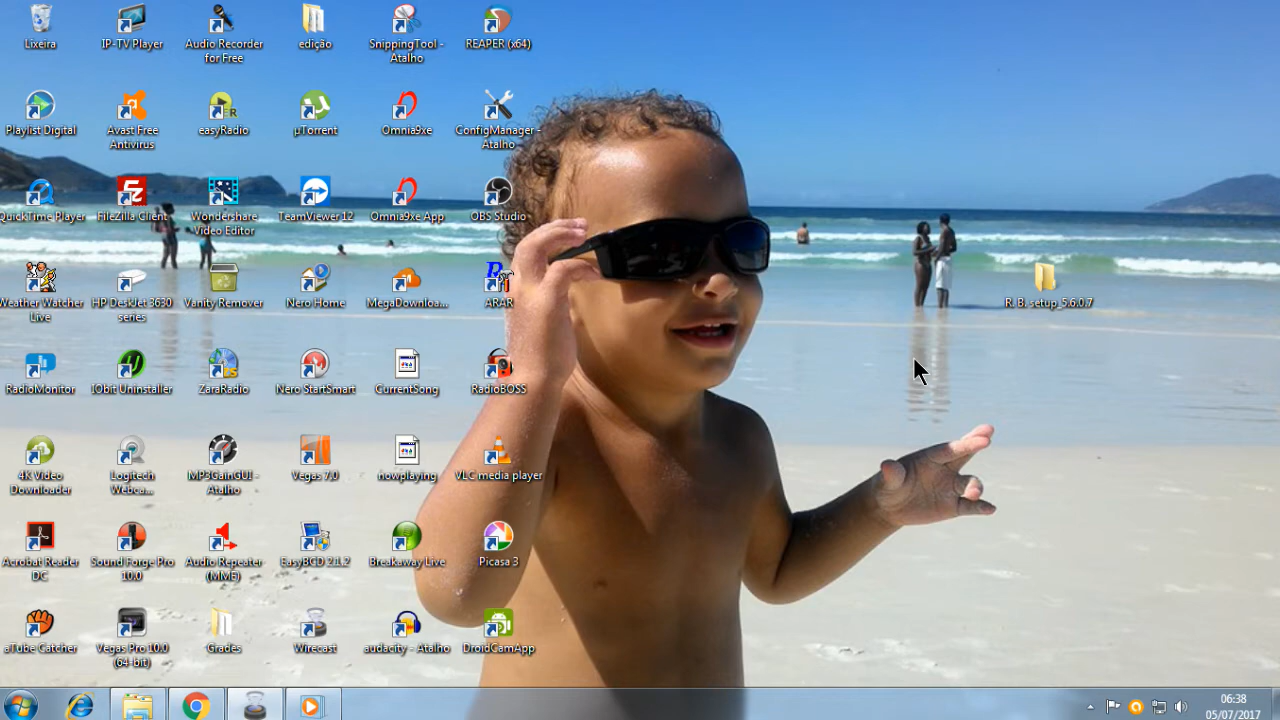 Lixeira
IP-TV Player
Audio Recorder
for Free
edição
SnippingTool -
Atalho
REAPER (x64)
Playlist Digital
Avast Free
Antivirus
easyRadio
µTorrent
Omnia9xe
ConfigManager -
Atalho
QuickTime Player
FileZilla Client
Wondershare
Video Editor
TeamViewer 12
Omnia9xe App
OBS Studio
Weather Watcher
Live
HP DeskJet 3630
series
Vanity Remover
Nero Home
MegaDownloa...
ARAR
R. B. setup_5.6.0.7
RadioMonitor
IObit Uninstaller
ZaraRadio
Nero StartSmart
CurrentSong
RadioBOSS
4K Video
Downloader
Logitech
Webca...
MP3GainGUI -
Atalho
Vegas 7.0
nowplaying
VLC media player
Acrobat Reader
DC
Sound Forge Pro
10.0
Audio Repeater
(MME)
EasyBCD 2.1.2
Breakaway Live
Picasa 3
aTube Catcher
Vegas Pro 10.0
(64-bit)
Grades
Wirecast
audacity - Atalho
DroidCamApp
06:38
05/07/2017